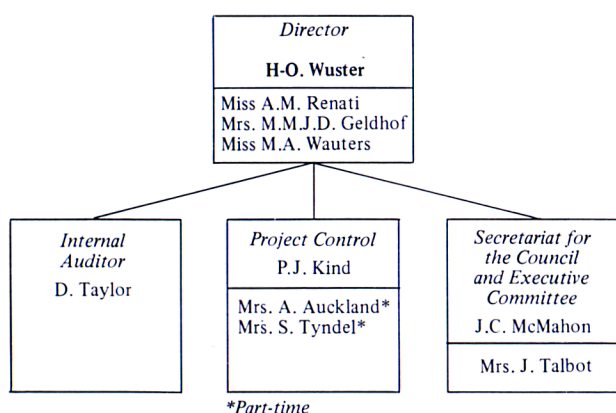 Director
H-O. Wuster
Miss A.M. Renati
Mrs. M.M.J.D. Geldhof
Miss M.A. Wauters
Internal
Auditor
D. Taylor
Project Control
P.J. Kind
Mrs. A. Auckland*
Mrs. S. Tyndel*
Secretariat for
the Council
and Executive
Committee
J.C. McMahon
Mrs. J. Talbot
*Part-time